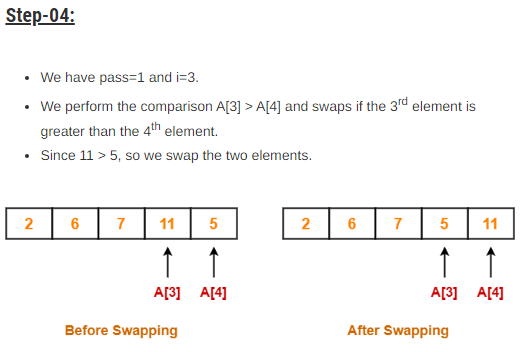 Step-04:
• We have pass=1 and i=3.
• We perform the comparison A[3] > A[4] and swaps if the 3rd element is
greater than the 4th element.
• Since 11 > 5, so we swap the two elements.
2 6 7 11 5
2 6 7 5 11
A[3] A[4]
A[3] A[4]
Before Swapping
After Swapping